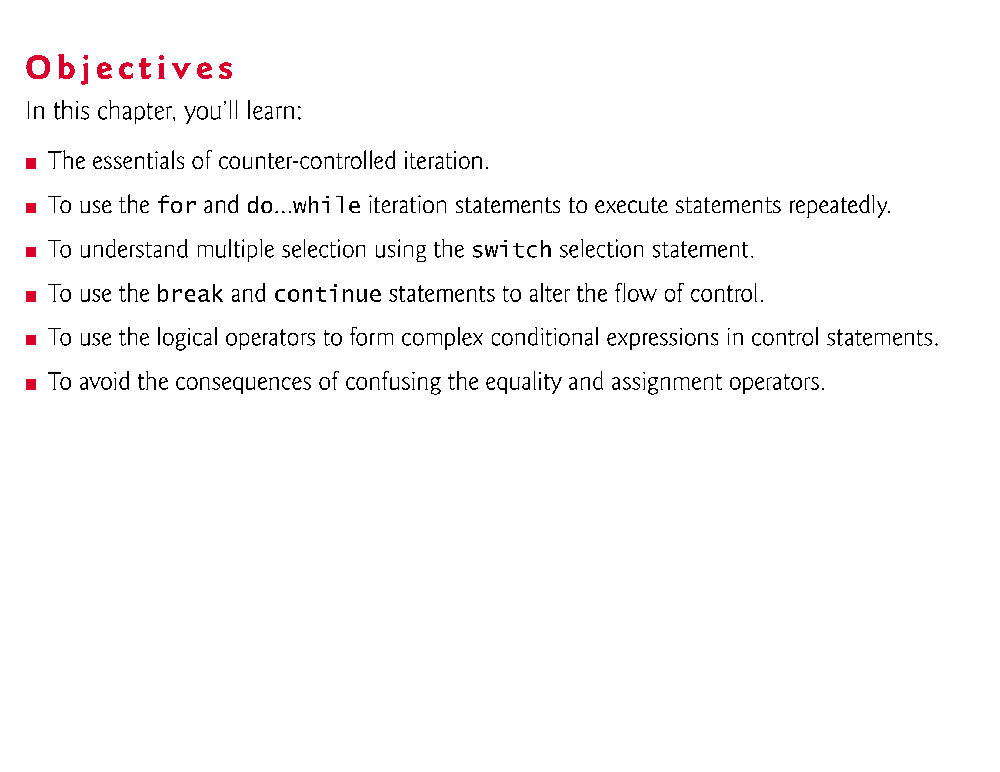 Objectives
In this chapter, you’ll learn:
■ The essentials of counter-controlled iteration.
■ To use the for and do…while iteration statements to execute statements repeatedly.
■ To understand multiple selection using the switch selection statement.
■ To use the break and continue statements to alter the flow of control.
■ To use the logical operators to form complex conditional expressions in control statements.
■ To avoid the consequences of confusing the equality and assignment operators.